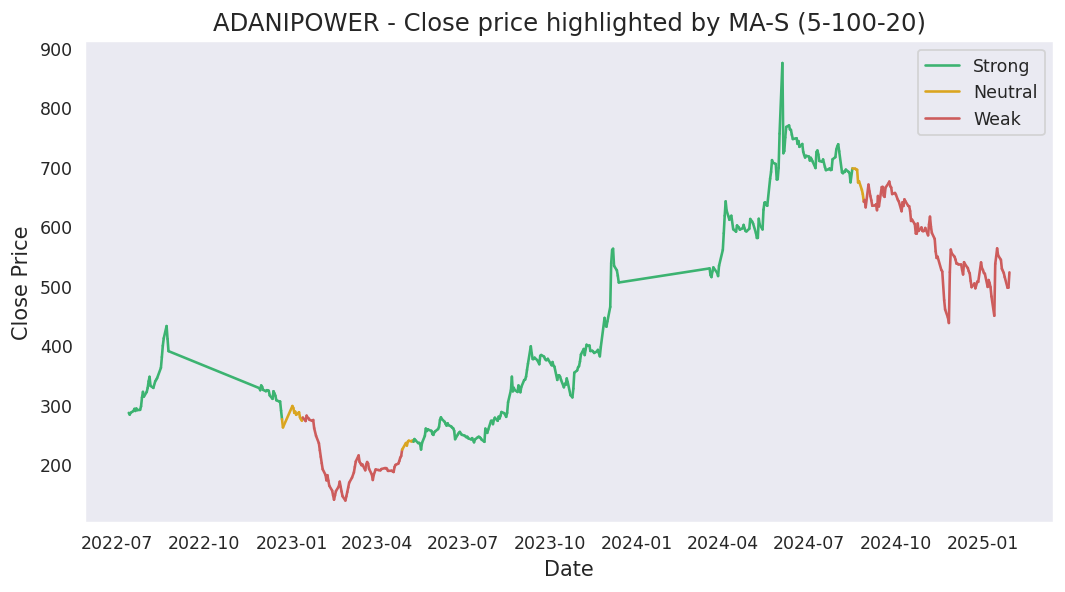 ADANIPOWER - Close price highlighted by MA-S (5-100-20)
Strong
Neutral
Weak
Close Price
900
800
700
600
500
400
300
200
2022-07 2022-10 2023-01 2023-04 2023-07 2023-10 2024-01 2024-04 2024-07 2024-10 2025-01
Date